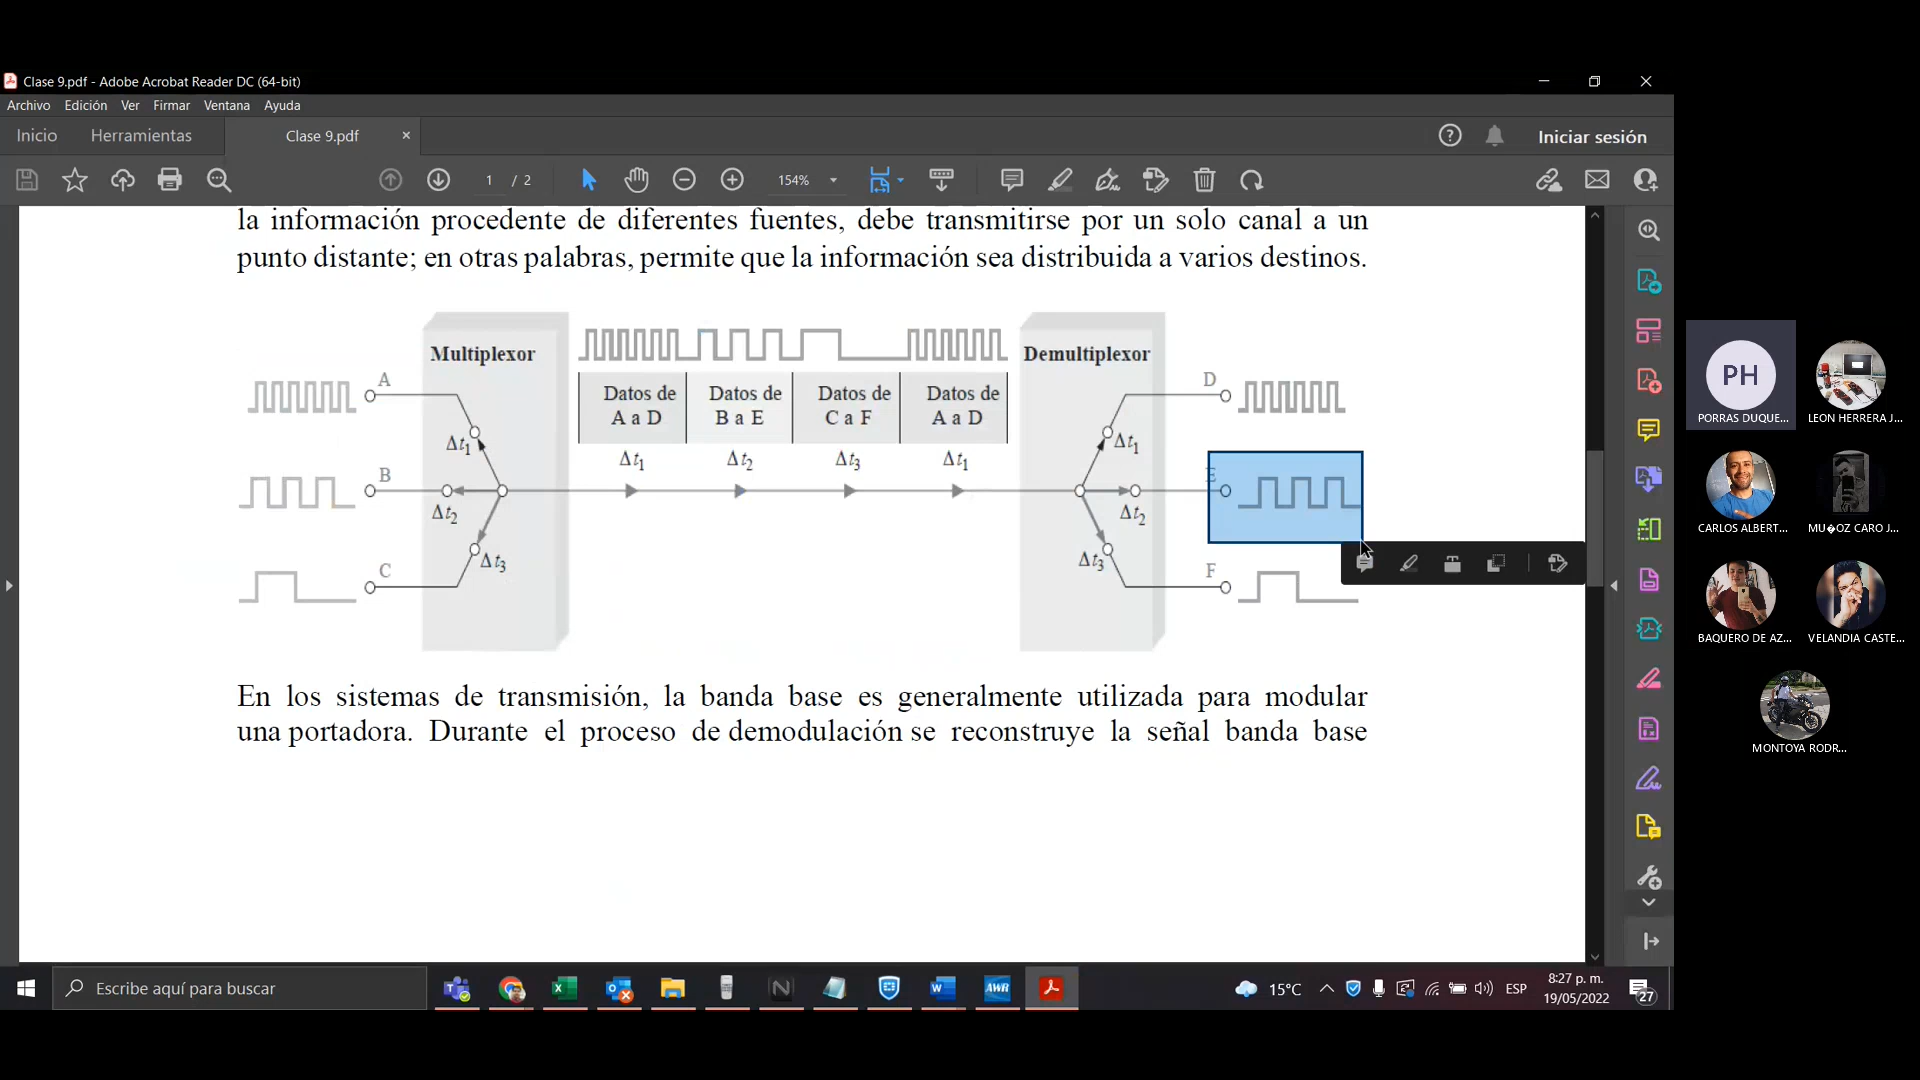 Clase 9.pdf - Adobe Acrobat Reader DC (64-bit)
Archivo Edición Ver Firmar Ventana Ayuda
Inicio Herramientas Clase 9.pdf × Iniciar sesión
1 / 2 154%
la información procedente de diferentes fuentes, debe transmitirse por un solo canal a un
punto distante; en otras palabras, permite que la información sea distribuida a varios destinos.
Multiplexor Demultiplexor
A D
Datos de Datos de Datos de Datos de
A a D B a E C a F A a D
Δt1 Δt1
Δt1 Δt2 Δt3 Δt1
B E
Δt2 Δt2
Δt3 Δt3
C F
En los sistemas de transmisión, la banda base es generalmente utilizada para modular
una portadora. Durante el proceso de demodulación se reconstruye la señal banda base
PH
PORRAS DUQUE... LEON HERRERA J...
CARLOS ALBERT... MU�OZ CARO J...
BAQUERO DE AZ... VELANDIA CASTE...
MONTOYA RODR...
Escribe aquí para buscar
N
AWR
15°C
ESP
8:27 p. m.
19/05/2022
27